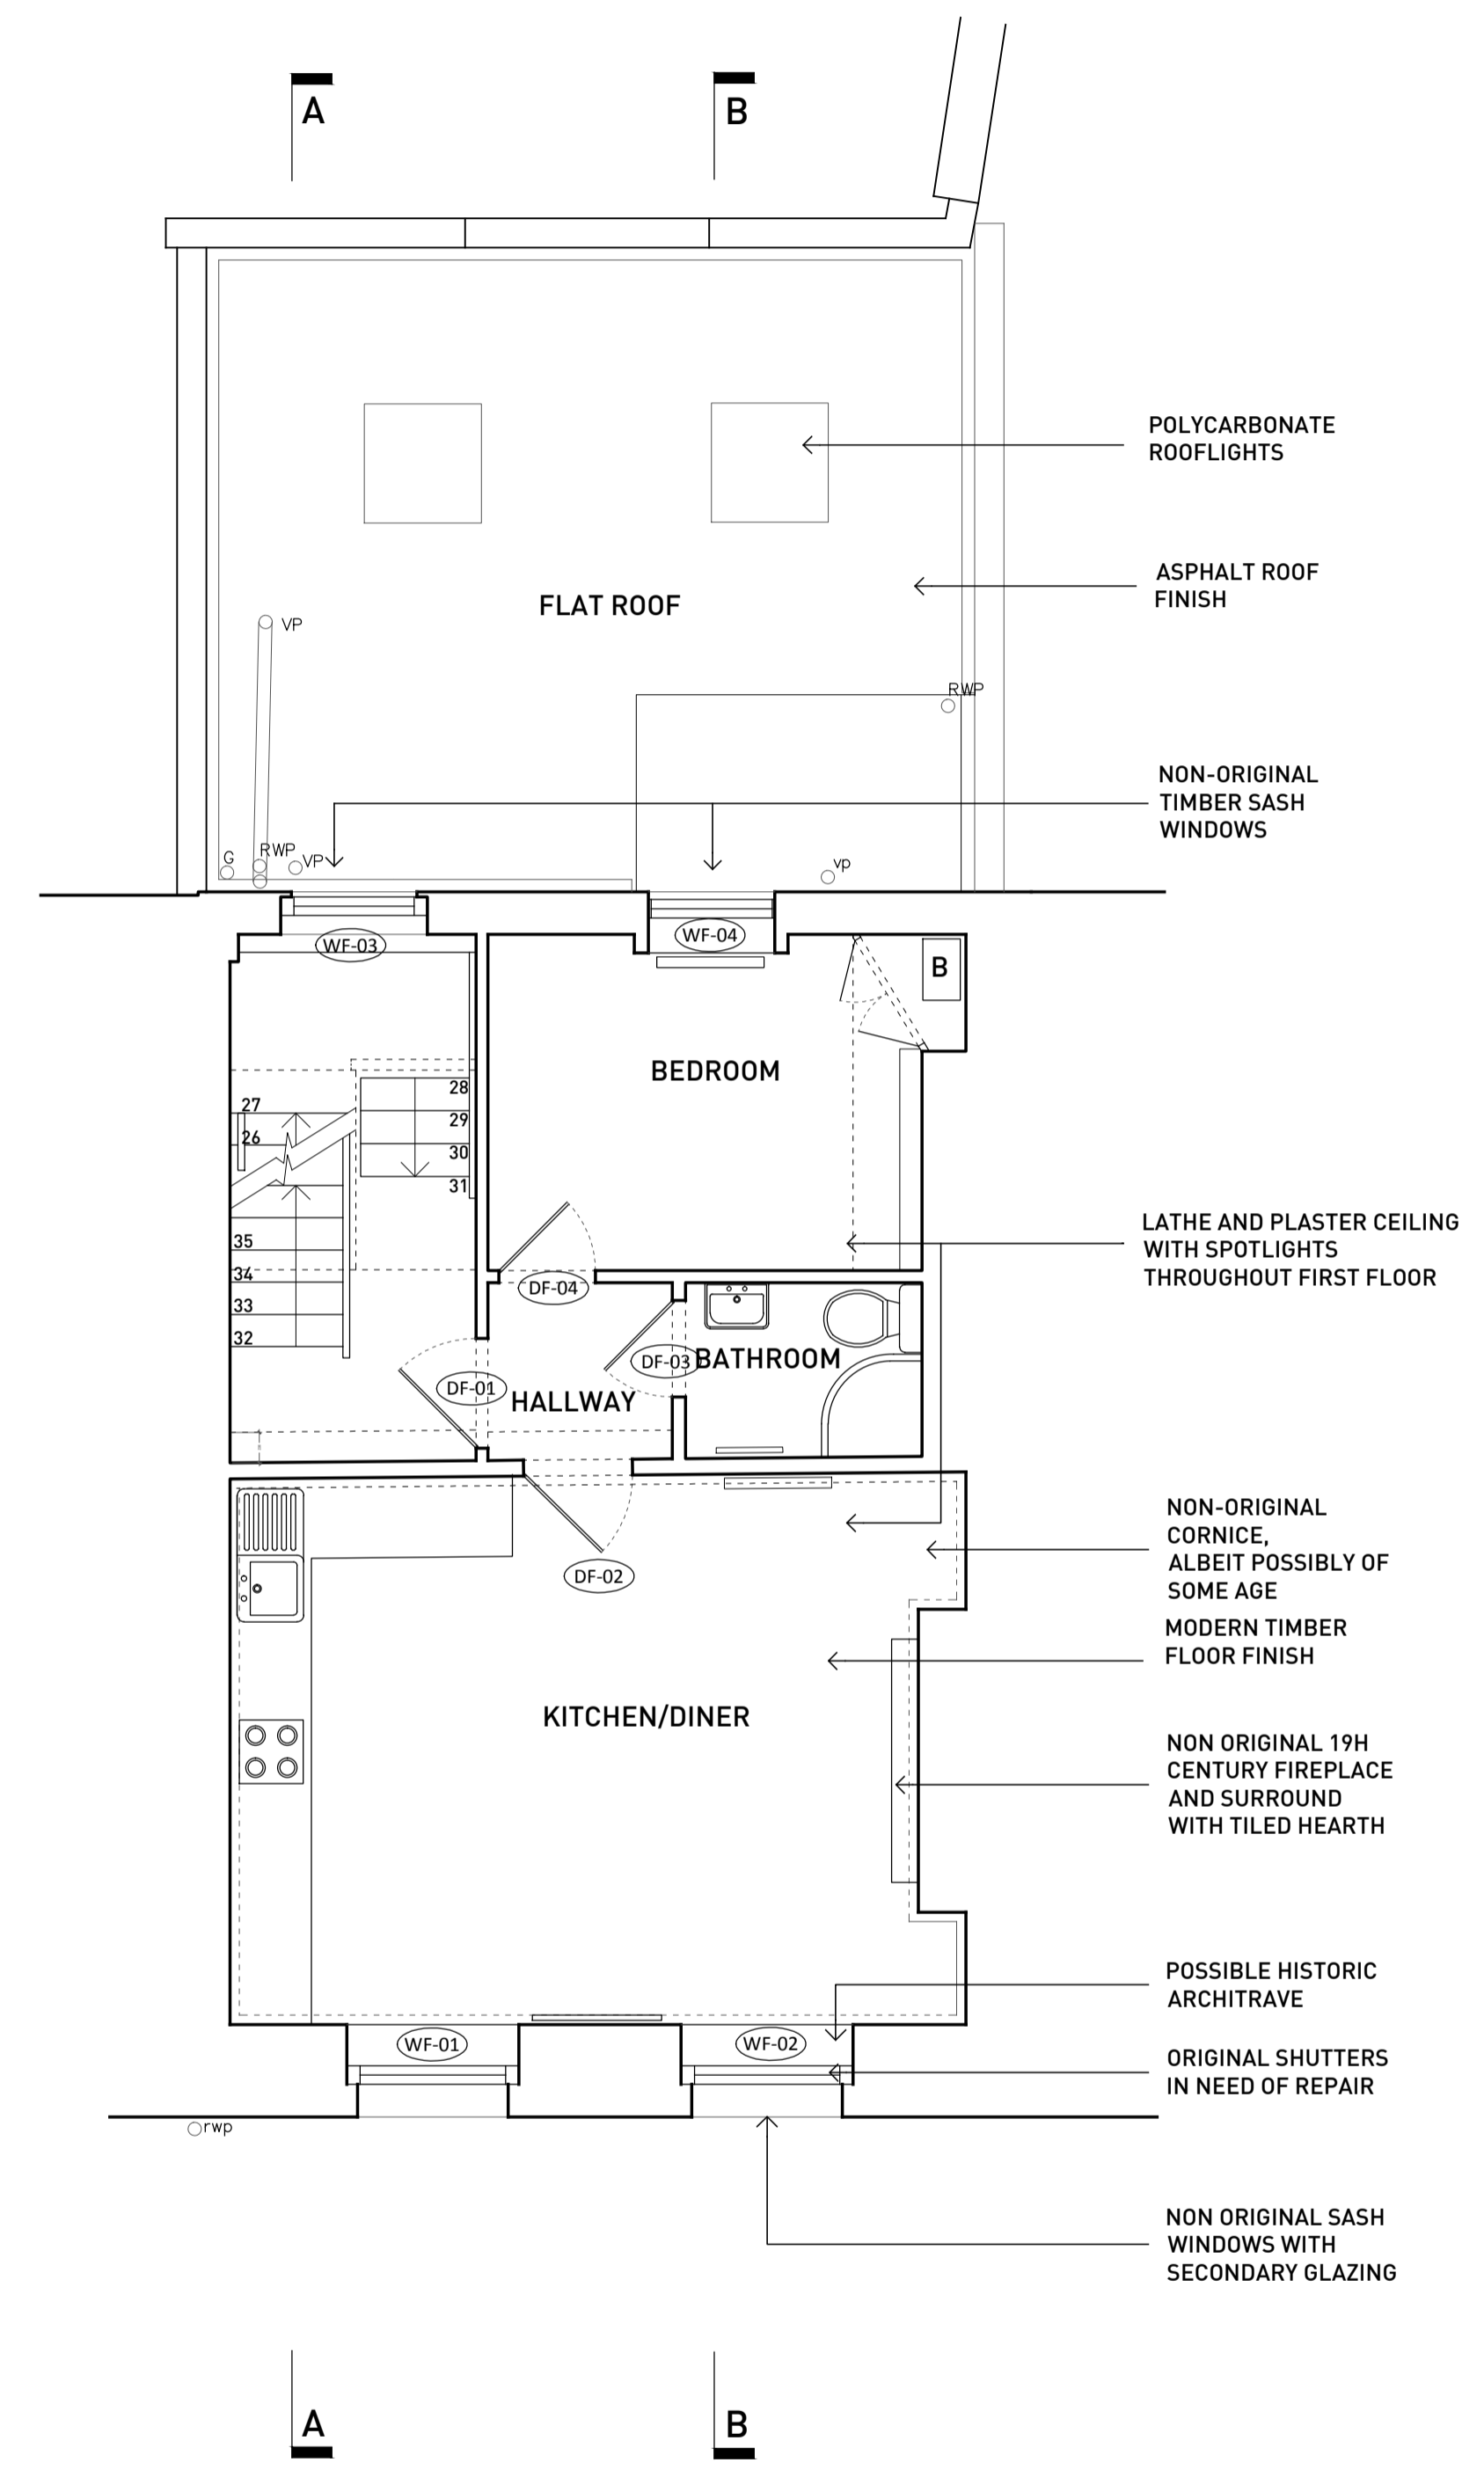 A
B
POLYCARBONATE
ROOFLIGHTS
ASPHALT ROOF
FINISH
FLAT ROOF
VP
RWP
NON-ORIGINAL
TIMBER SASH
WINDOWS
G
RWP
VP
vp
WF-03
WF-04
B
BEDROOM
27
26
28
29
30
31
LATHE AND PLASTER CEILING
WITH SPOTLIGHTS
THROUGHOUT FIRST FLOOR
35
34
33
32
DF-04
DF-03
BATHROOM
DF-01
HALLWAY
NON-ORIGINAL
CORNICE,
ALBEIT POSSIBLY OF
SOME AGE
DF-02
MODERN TIMBER
FLOOR FINISH
KITCHEN/DINER
NON ORIGINAL 19H
CENTURY FIREPLACE
AND SURROUND
WITH TILED HEARTH
POSSIBLE HISTORIC
ARCHITRAVE
WF-01
WF-02
ORIGINAL SHUTTERS
IN NEED OF REPAIR
rwp
NON ORIGINAL SASH
WINDOWS WITH
SECONDARY GLAZING
A
B